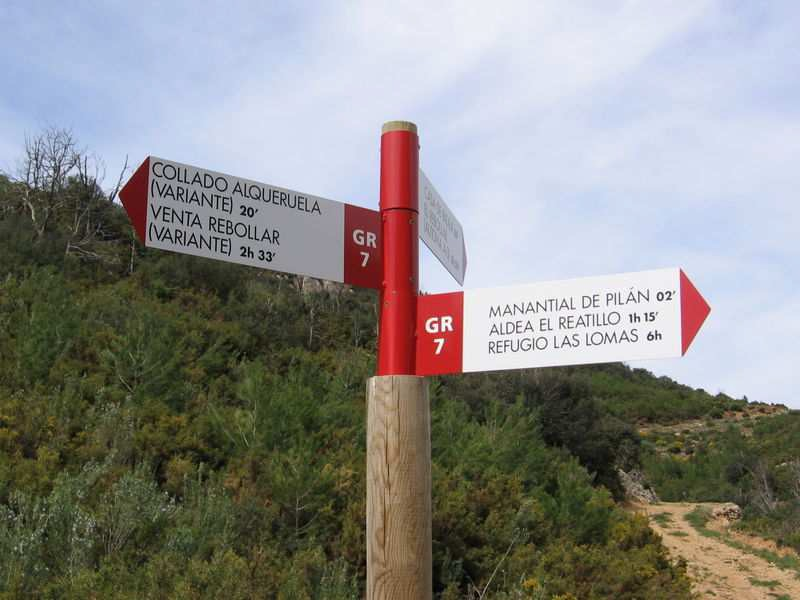 COLLADO ALQUERUELA
(VARIANTE) 20'
VENTA REBOLLAR
(VARIANTE) 2h 33'
GR
7
GR
7
MANANTIAL DE PILÁN 02'
ALDEA EL REATILLO 1h 15'
REFUGIO LAS LOMAS 6h